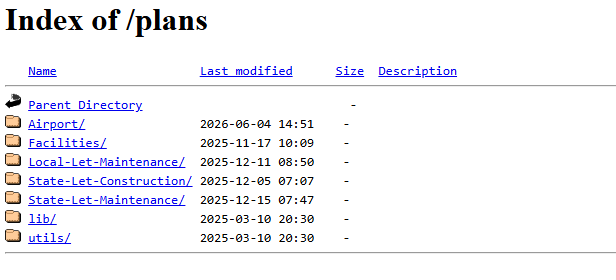 Index of /plans
Name Last modified Size Description
Parent Directory -
Airport/ 2026-06-04 14:51 -
Facilities/ 2025-11-17 10:09 -
Local-Let-Maintenance/ 2025-12-11 08:50 -
State-Let-Construction/ 2025-12-05 07:07 -
State-Let-Maintenance/ 2025-12-15 07:47 -
lib/ 2025-03-10 20:30 -
utils/ 2025-03-10 20:30 -